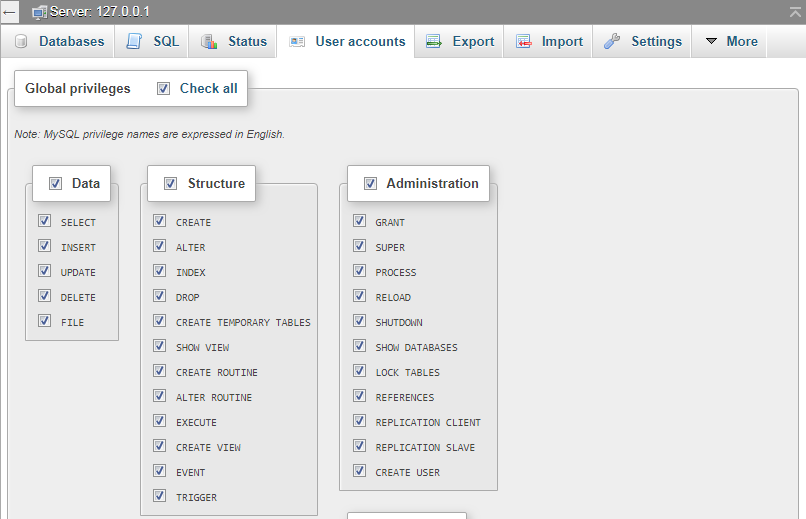 Server: 127.0.0.1
Databases SQL Status User accounts Export Import Settings More
Global privileges Check all
Note: MySQL privilege names are expressed in English.
Data
SELECT
INSERT
UPDATE
DELETE
FILE
Structure
CREATE
ALTER
INDEX
DROP
CREATE TEMPORARY TABLES
SHOW VIEW
CREATE ROUTINE
ALTER ROUTINE
EXECUTE
CREATE VIEW
EVENT
TRIGGER
Administration
GRANT
SUPER
PROCESS
RELOAD
SHUTDOWN
SHOW DATABASES
LOCK TABLES
REFERENCES
REPLICATION CLIENT
REPLICATION SLAVE
CREATE USER